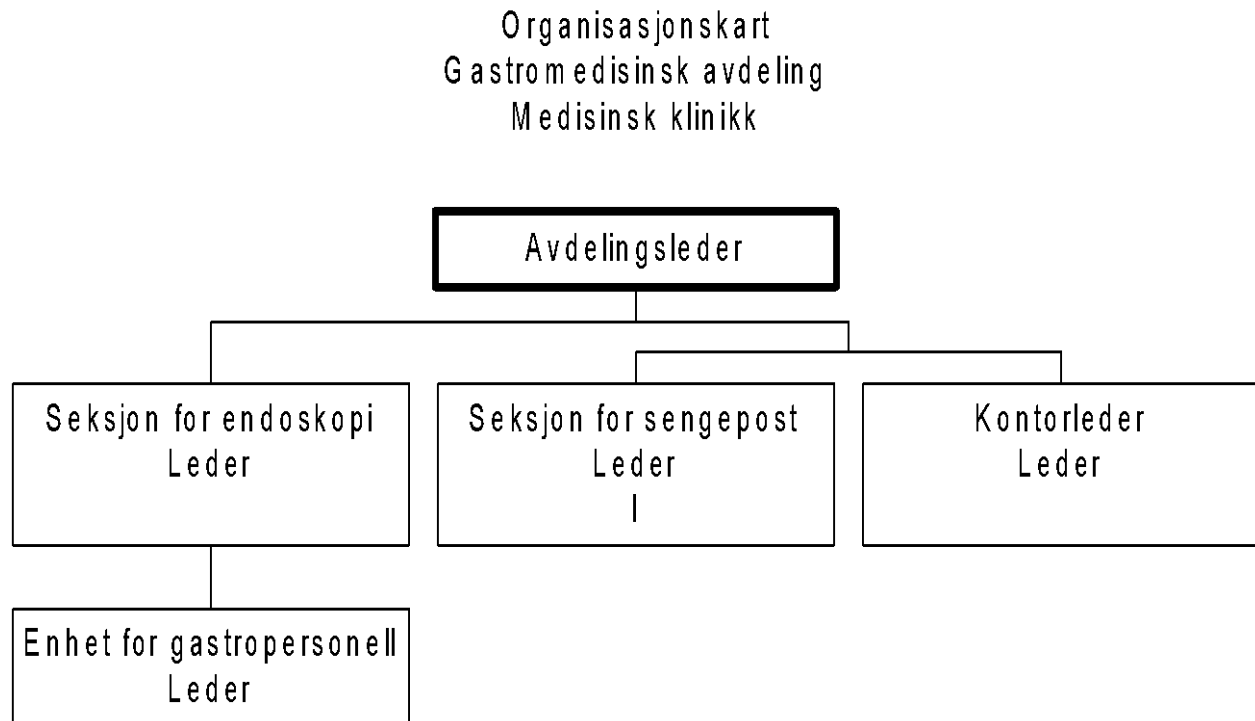 Organisasjonskart
Gastromedisinsk avdeling
Medisinsk klinikk
Avdelingsleder
Seksjon for endoskopi
Leder
Seksjon for sengepost
Leder
I
Kontorleder
Leder
Enhet for gastropersonell
Leder